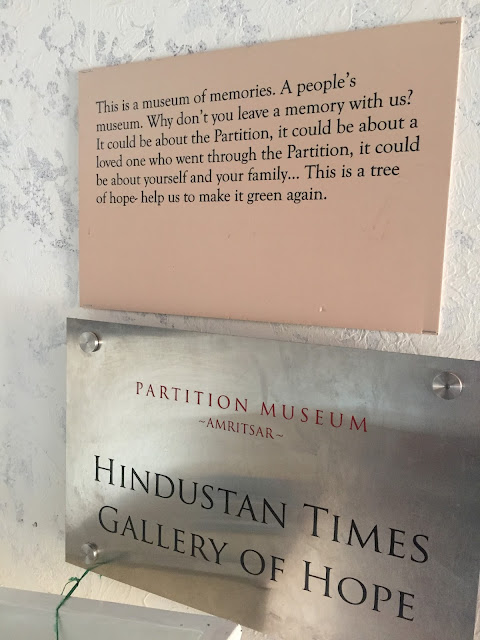 This is a museum of memories. A people's
museum. Why don't you leave a memory with us?
It could be about the Partition, it could be about a
loved one who went through the Partition, it could
be about yourself and your family... This is a tree
of hope- help us to make it green again.
PARTITION MUSEUM
~AMRITSAR~
HINDUSTAN TIMES
GALLERY OF HOPE